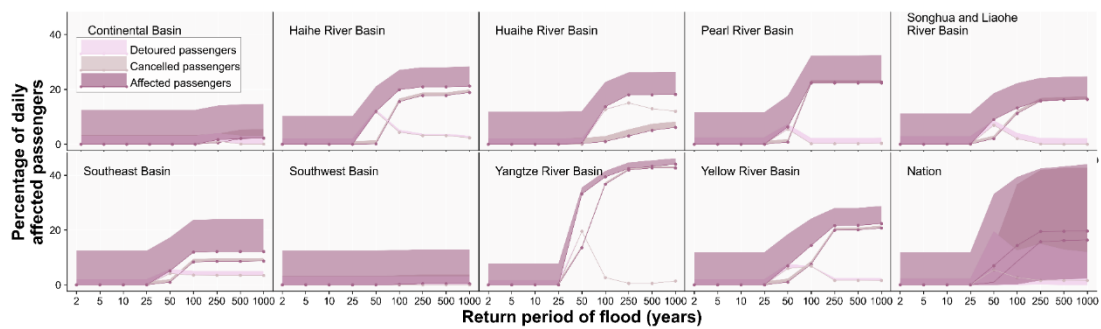 Continental Basin
Haihe River Basin
Huaihe River Basin
Pearl River Basin
Songhua and Liaohe
River Basin
Detoured passengers
Cancelled passengers
Affected passengers
40
20
0
Southeast Basin
Southwest Basin
Yangtze River Basin
Yellow River Basin
Nation
40
20
0
2 5 10 25 50 100 250 500 1000
2 5 10 25 50 100 250 500 1000
2 5 10 25 50 100 250 500 1000
2 5 10 25 50 100 250 500 1000
2 5 10 25 50 100 250 500 1000
Percentage of daily
affected passengers
Return period of flood (years)